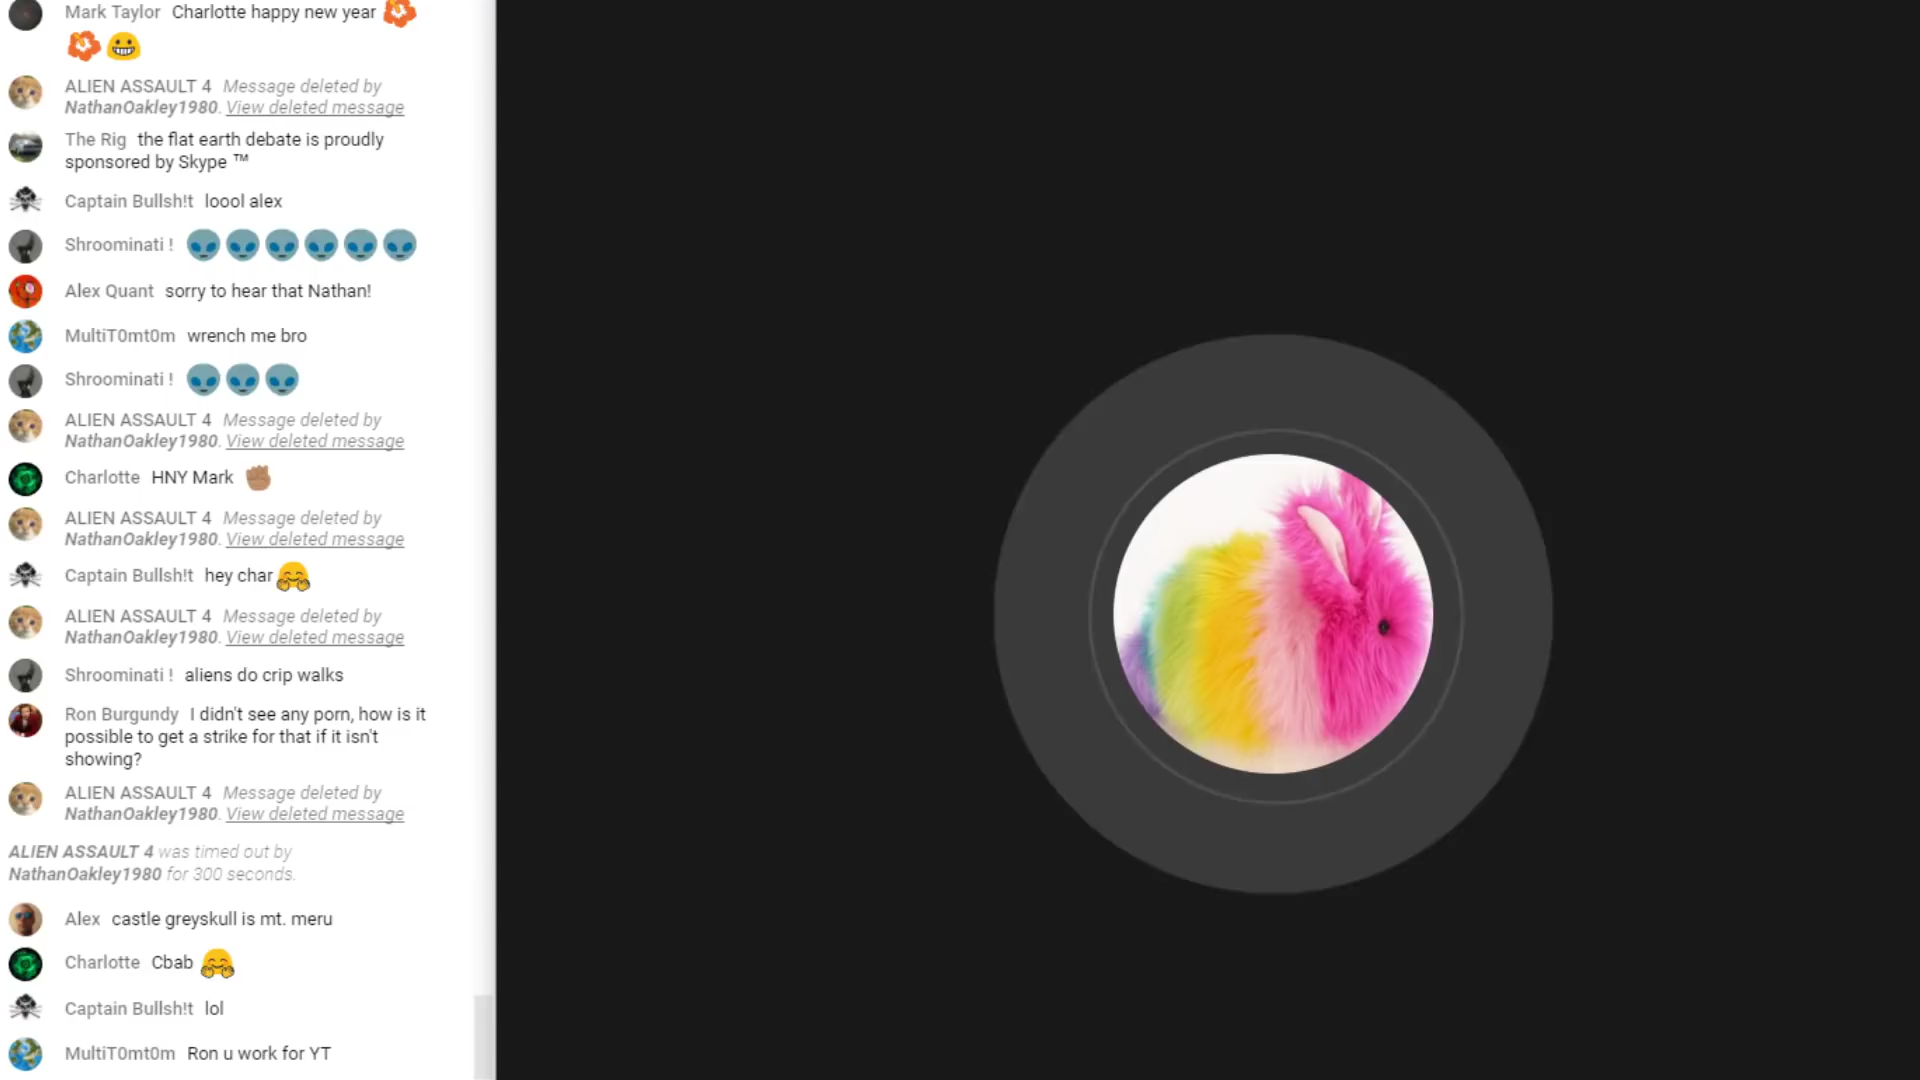 Mark Taylor Charlotte happy new year
ALIEN ASSAULT 4 Message deleted by
NathanOakley1980. View deleted message
The Rig the flat earth debate is proudly
sponsored by Skype ™
Captain Bullsh!t loool alex
Shroominati !
Alex Quant sorry to hear that Nathan!
MultiT0mt0m wrench me bro
Shroominati !
ALIEN ASSAULT 4 Message deleted by
NathanOakley1980. View deleted message
Charlotte HNY Mark
ALIEN ASSAULT 4 Message deleted by
NathanOakley1980. View deleted message
Captain Bullsh!t hey char
ALIEN ASSAULT 4 Message deleted by
NathanOakley1980. View deleted message
Shroominati ! aliens do crip walks
Ron Burgundy I didn't see any porn, how is it
possible to get a strike for that if it isn't
showing?
ALIEN ASSAULT 4 Message deleted by
NathanOakley1980. View deleted message
ALIEN ASSAULT 4 was timed out by
NathanOakley1980 for 300 seconds.
Alex castle greyskull is mt. meru
Charlotte Cbab
Captain Bullsh!t lol
MultiT0mt0m Ron u work for YT